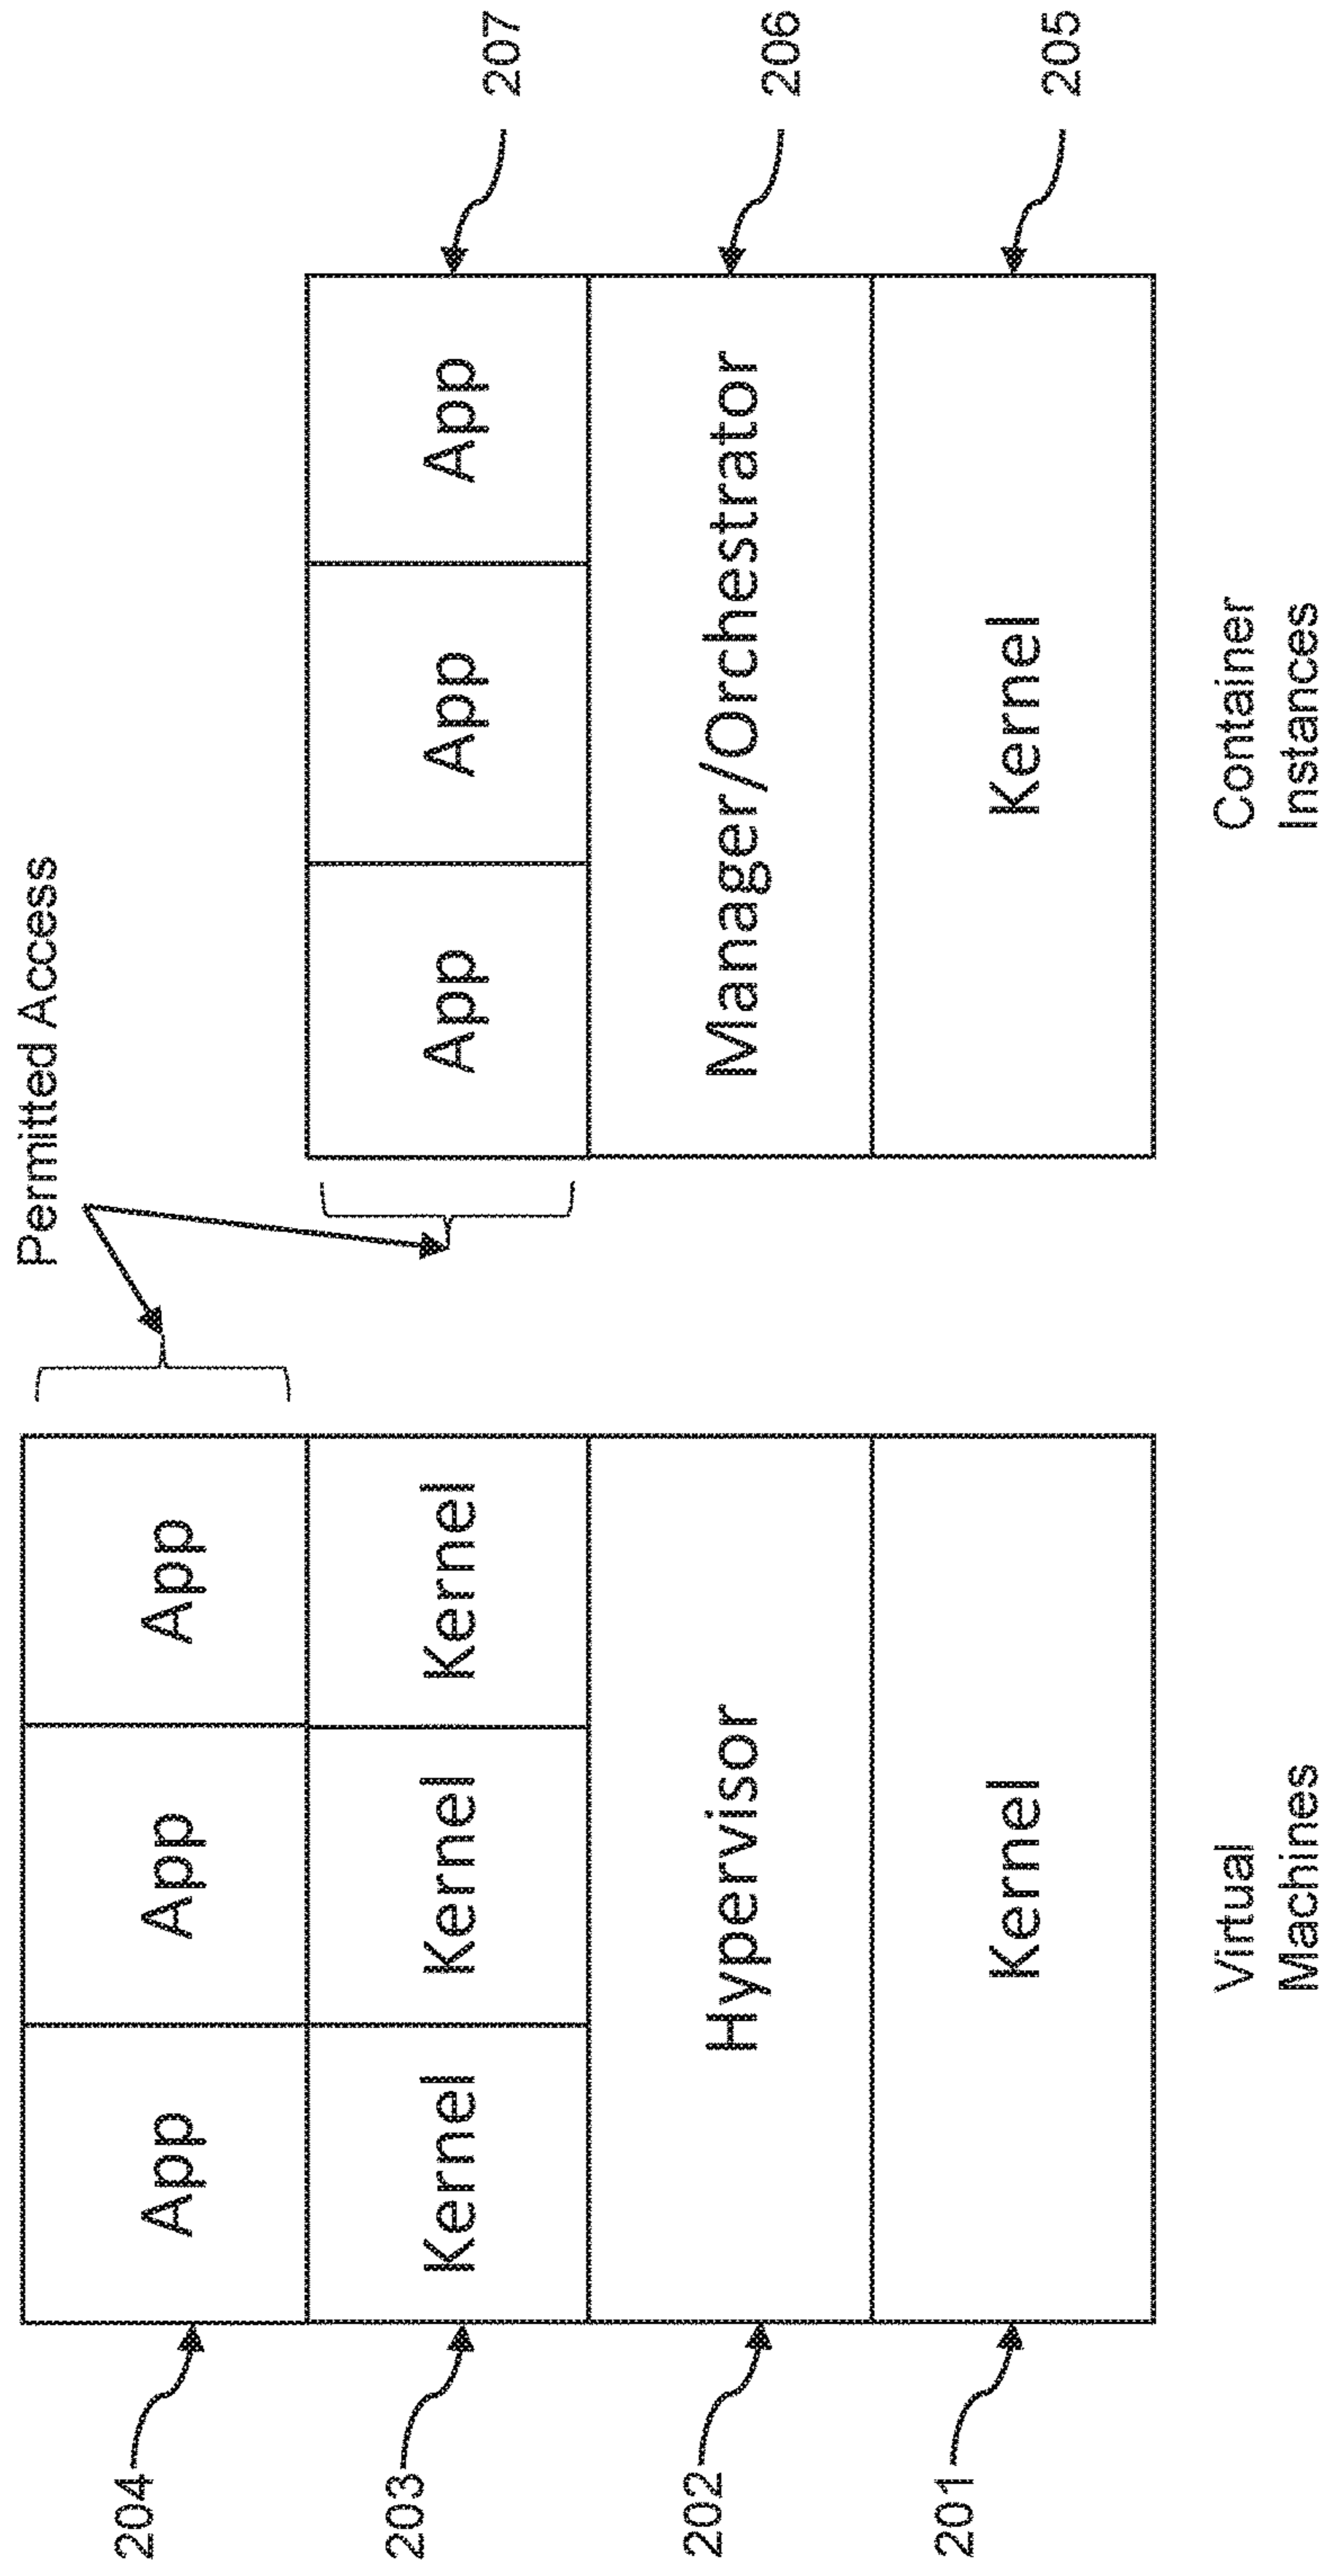 Permitted Access
204
App
App
App
203
Kernel
Kernel
Kernel
App
App
App
207
202
Hypervisor
Manager/Orchestrator
206
201
Kernel
Kernel
205
Virtual
Machines
Container
Instances